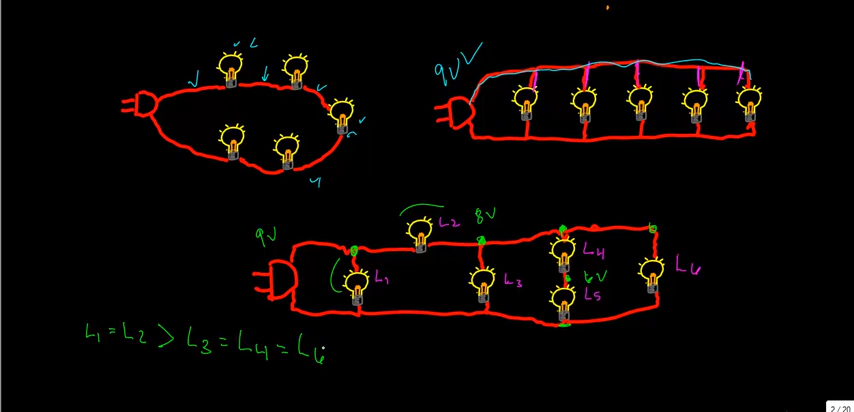 9V
9V
L2
8V
L1
L3
L4
6V
L5
L6
L1 = L2 > L3 = L4 = L6
2 / 20